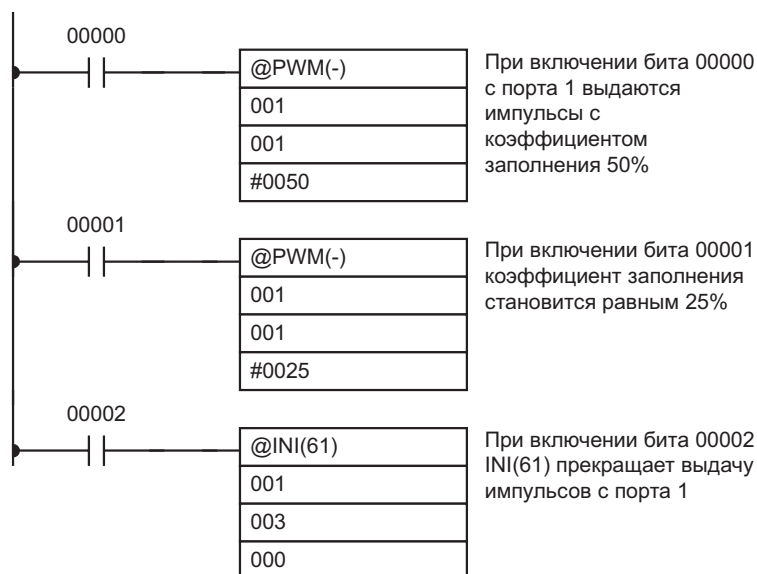 00000
@PWM(-)
001
001
#0050
При включении бита 00000
с порта 1 выдаются
импульсы с
коэффициентом
заполнения 50%
00001
@PWM(-)
001
001
#0025
При включении бита 00001
коэффициент заполнения
становится равным 25%
00002
@INI(61)
001
003
000
При включении бита 00002
INI(61) прекращает выдачу
импульсов с порта 1